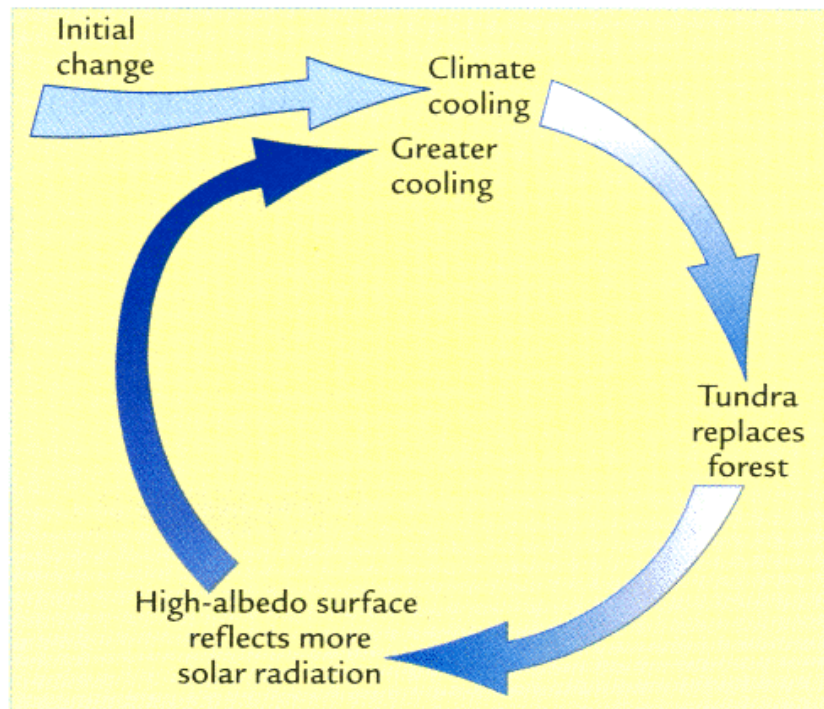 Initial
change
Climate
cooling
Greater
cooling
Tundra
replaces
forest
High-albedo surface
reflects more
solar radiation